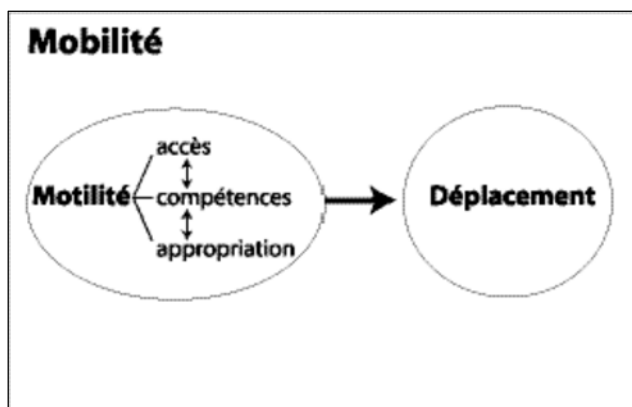 Mobilité
accès
Motilité compétences Déplacement
appropriation